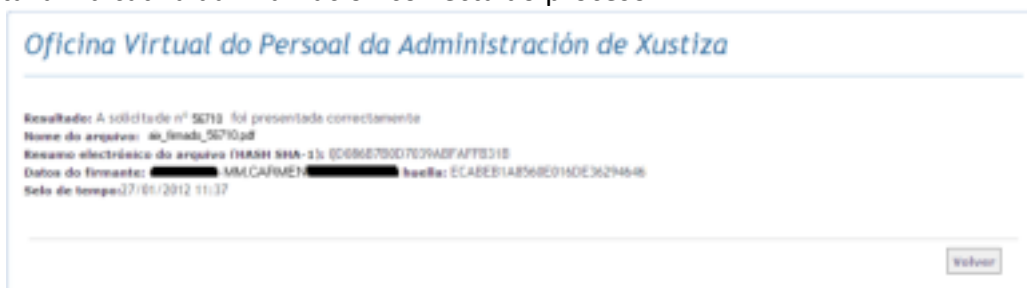 Oficina Virtual do Persoal da Administración de Xustiza
Resultado: A solicitude nº 56710 foi presentada correctamente
Nome do arquivo: 56710.pdf
Resumo electrónico do arquivo (HASH SHA-1):
Datos do firmante: MM.CARMEN huella:
Selo de tempo:27/01/2012 11:37
Volver